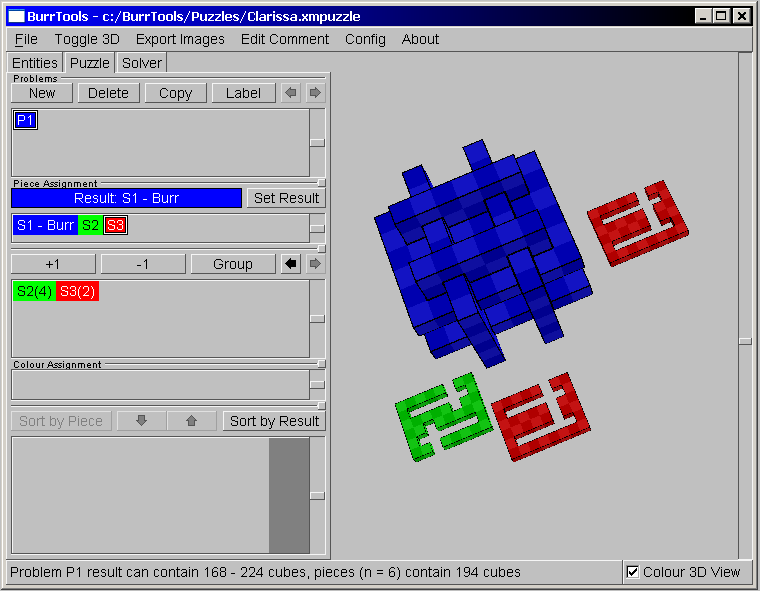 BurrTools - c:/BurrTools/Puzzles/Clarissa.xmpuzzle
File Toggle 3D Export Images Edit Comment Config About
Entities Puzzle Solver
Problems
New Delete Copy Label
P1
Piece Assignment
Result: S1 - Burr Set Result
S1 - Burr S2 S3
+1 -1 Group
S2(4) S3(2)
Colour Assignment
Sort by Piece Sort by Result
Problem P1 result can contain 168 - 224 cubes, pieces (n = 6) contain 194 cubes Colour 3D View